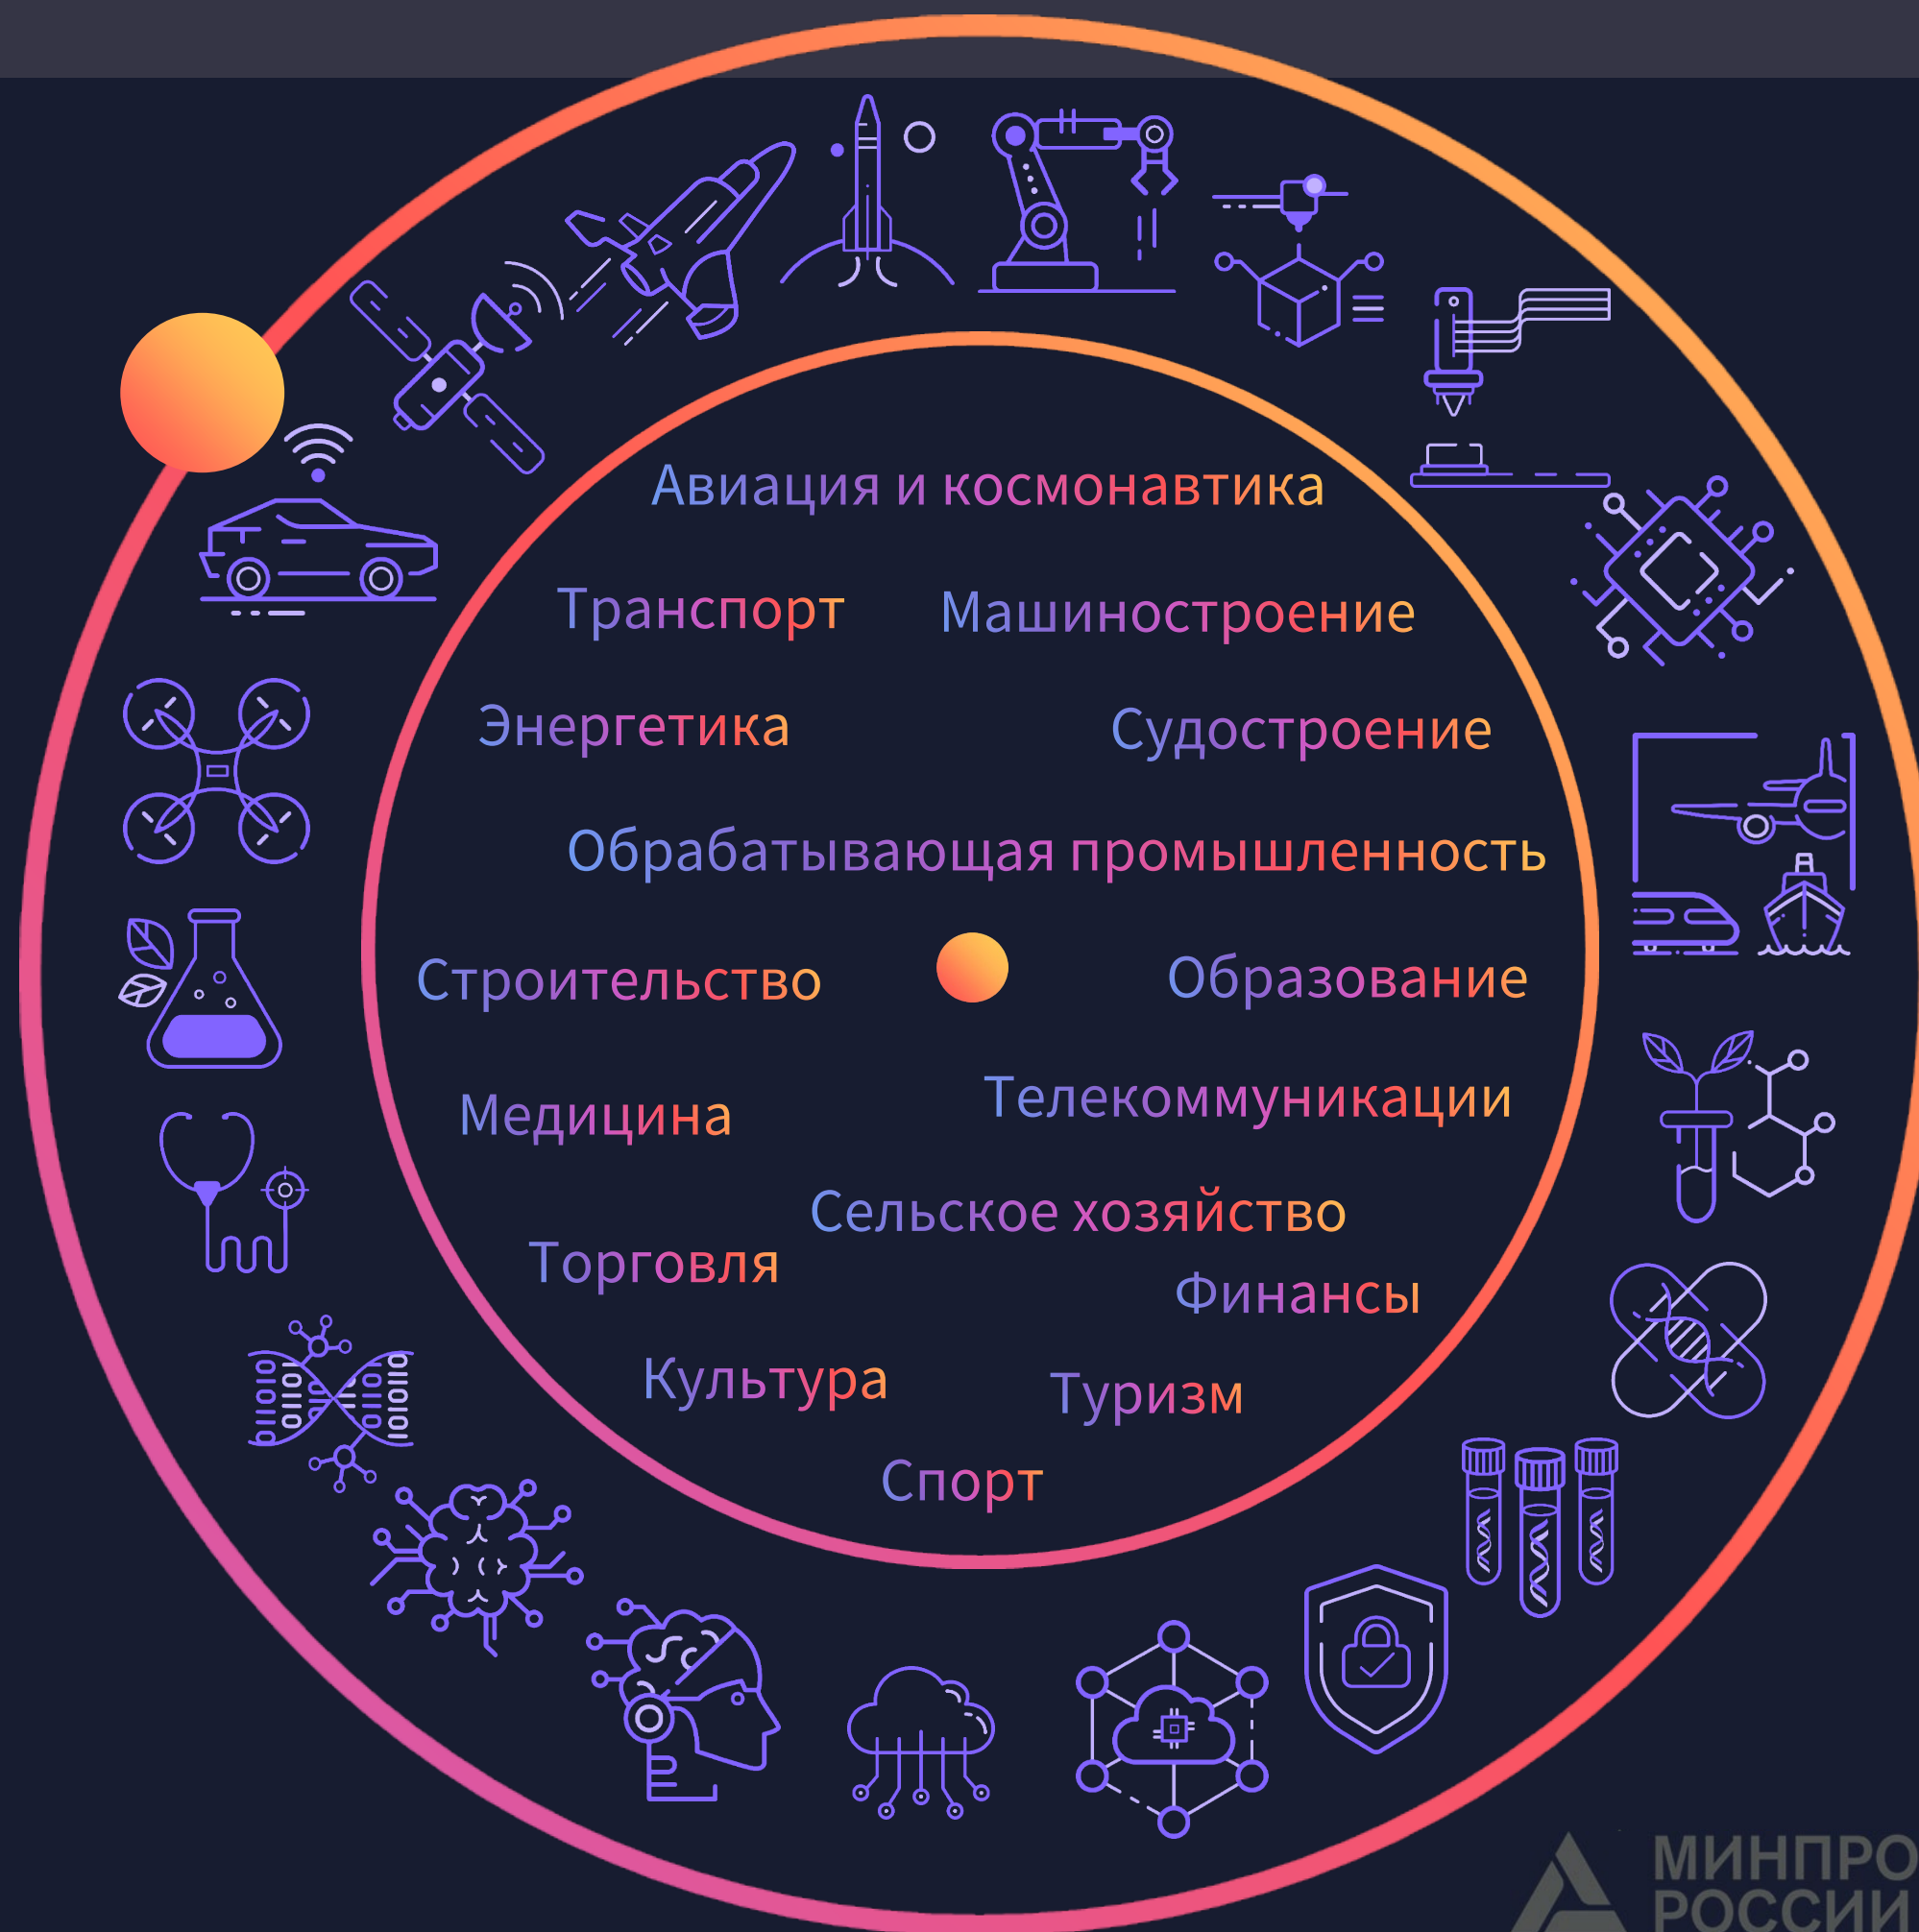 Авиация и космонавтика
Транспорт
Машиностроение
Энергетика
Судостроение
Обрабатывающая промышленность
Строительство
Образование
Телекоммуникации
Медицина
Сельское хозяйство
Торговля
Финансы
Культура
Туризм
Спорт
МИНПРО
РОССИИ